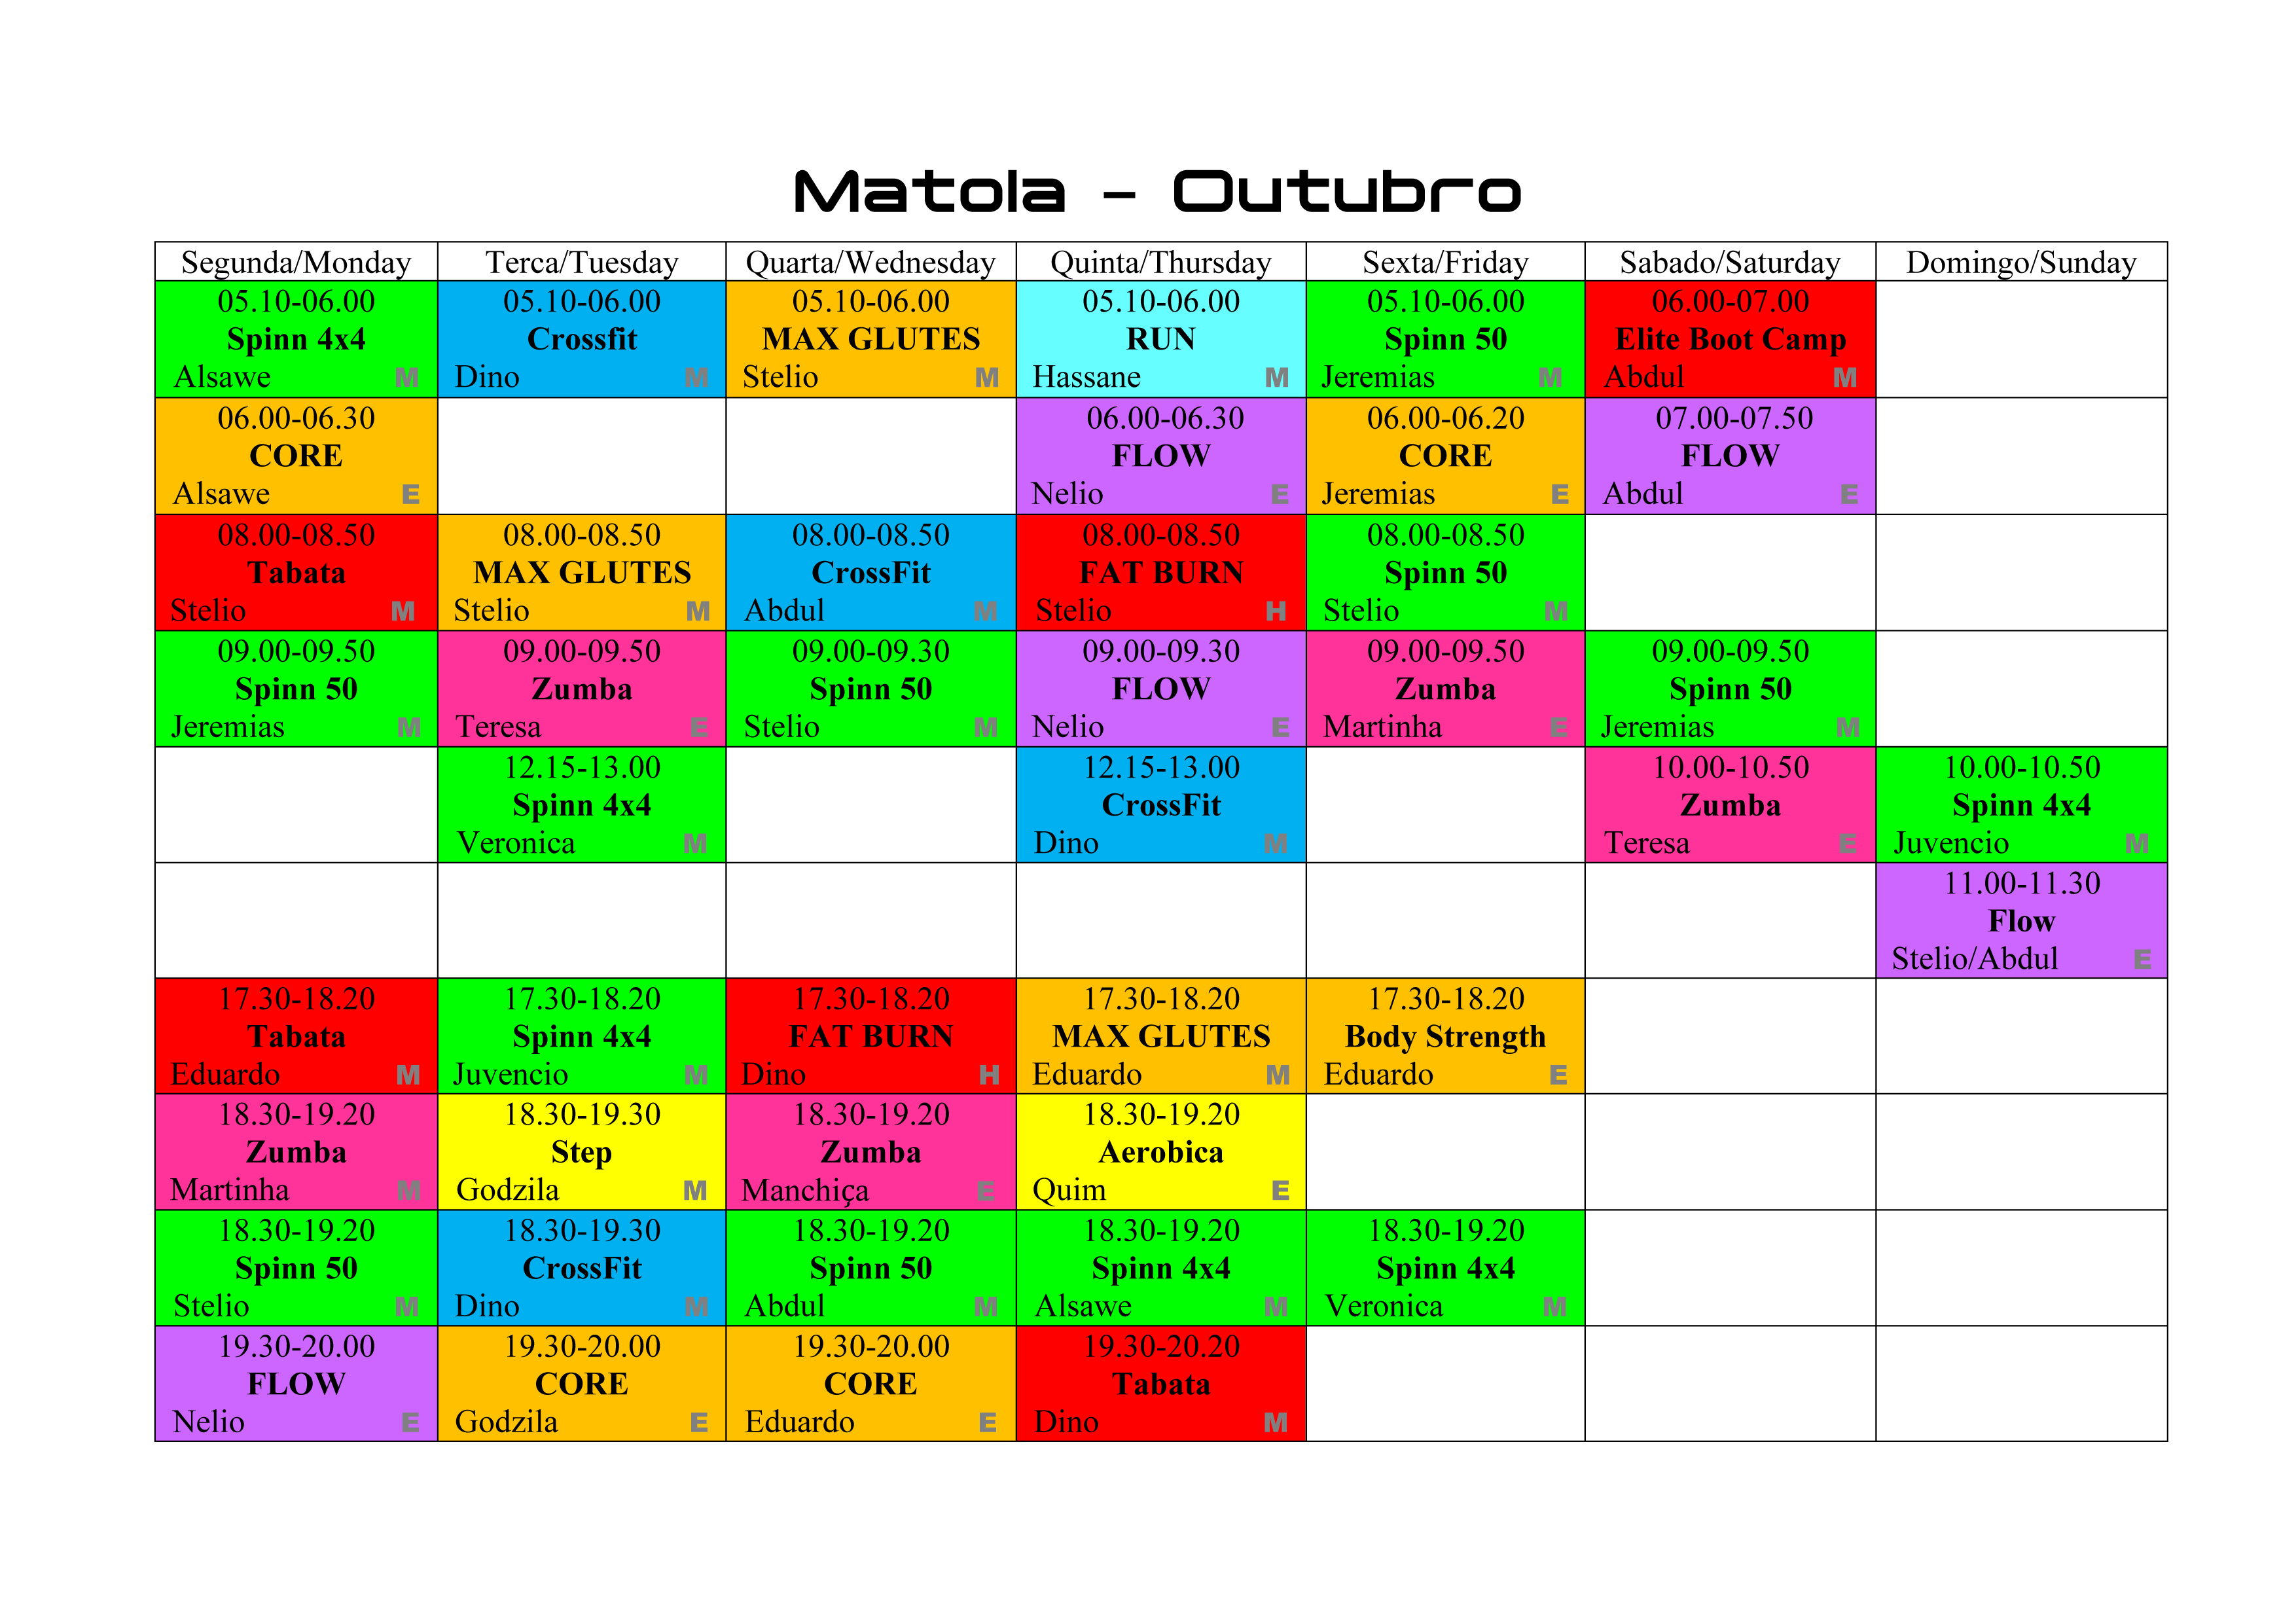 Matola - Outubro
Segunda/Monday Terca/Tuesday Quarta/Wednesday Quinta/Thursday Sexta/Friday Sabado/Saturday Domingo/Sunday
05.10-06.00 05.10-06.00 05.10-06.00 05.10-06.00 05.10-06.00 06.00-07.00
Spinn 4x4 Crossfit MAX GLUTES RUN Spinn 50 Elite Boot Camp
Alsawe M Dino M Stelio M Hassane M Jeremias M Abdul M
06.00-06.30 06.00-06.30 06.00-06.20 07.00-07.50
CORE FLOW CORE FLOW
Alsawe E Nelio E Jeremias E Abdul E
08.00-08.50 08.00-08.50 08.00-08.50 08.00-08.50 08.00-08.50
Tabata MAX GLUTES CrossFit FAT BURN Spinn 50
Stelio M Stelio M Abdul M Stelio H Stelio M
09.00-09.50 09.00-09.50 09.00-09.30 09.00-09.30 09.00-09.50 09.00-09.50
Spinn 50 Zumba Spinn 50 FLOW Zumba Spinn 50
Jeremias M Teresa E Stelio M Nelio E Martinha E Jeremias M
12.15-13.00 12.15-13.00 10.00-10.50 10.00-10.50
Spinn 4x4 CrossFit Zumba Spinn 4x4
Veronica M Dino M Teresa E Juvencio M
11.00-11.30
Flow
Stelio/Abdul E
17.30-18.20 17.30-18.20 17.30-18.20 17.30-18.20 17.30-18.20
Tabata Spinn 4x4 FAT BURN MAX GLUTES Body Strength
Eduardo M Juvencio M Dino H Eduardo M Eduardo E
18.30-19.20 18.30-19.30 18.30-19.20 18.30-19.20
Zumba Step Zumba Aerobica
Martinha M Godzila M Manchiça E Quim E
18.30-19.20 18.30-19.30 18.30-19.20 18.30-19.20 18.30-19.20
Spinn 50 CrossFit Spinn 50 Spinn 4x4 Spinn 4x4
Stelio M Dino M Abdul M Alsawe M Veronica M
19.30-20.00 19.30-20.00 19.30-20.00 19.30-20.20
FLOW CORE CORE Tabata
Nelio E Godzila E Eduardo E Dino M